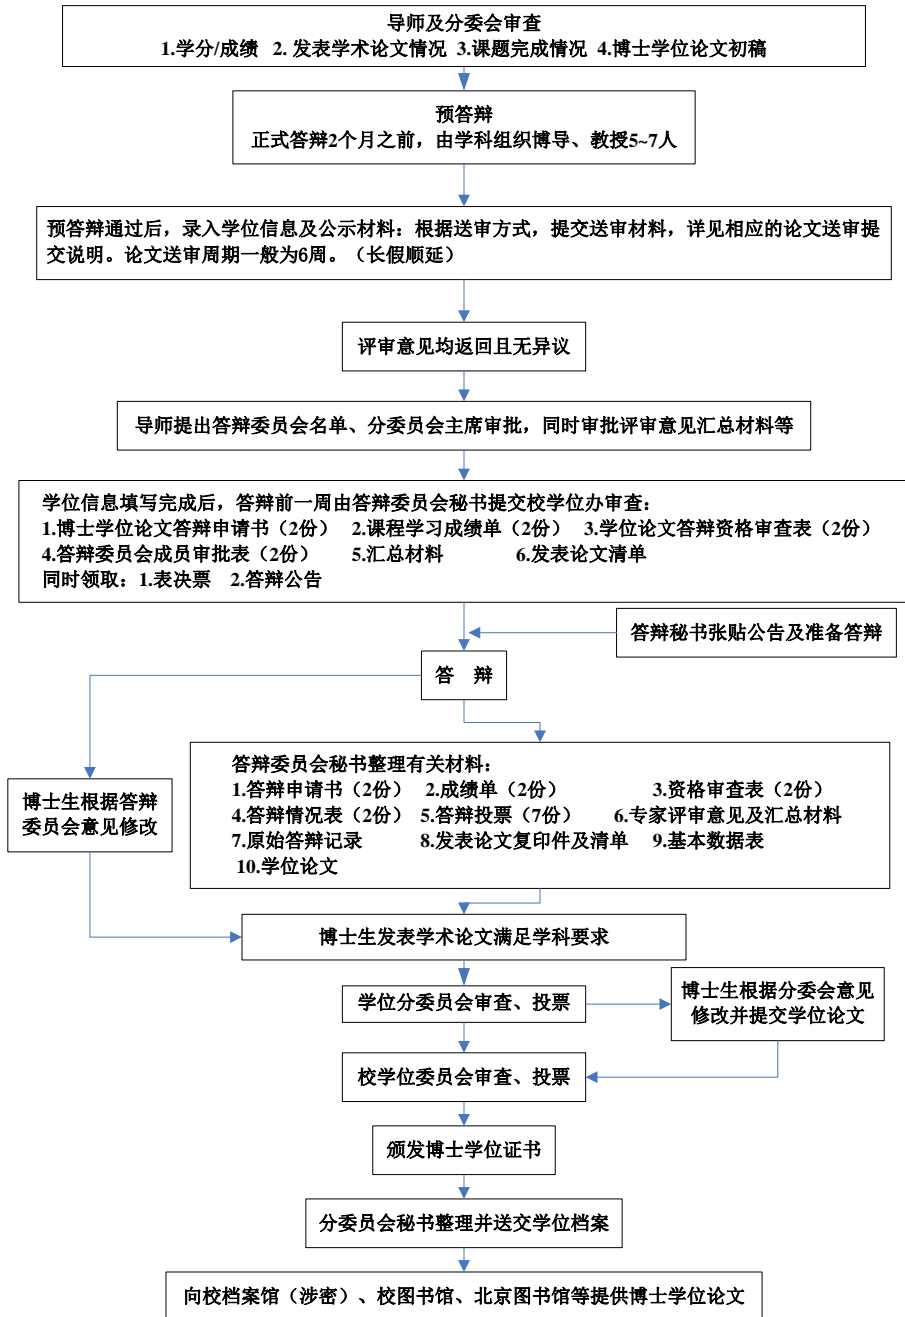 导师及分委会审查
1.学分/成绩 2. 发表学术论文情况 3.课题完成情况 4.博士学位论文初稿
预答辩
正式答辩2个月之前，由学科组织博导、教授5~7人
预答辩通过后，录入学位信息及公示材料：根据送审方式，提交送审材料，详见相应的论文送审提
交说明。论文送审周期一般为6周。（长假顺延）
评审意见均返回且无异议
导师提出答辩委员会名单、分委员会主席审批，同时审批评审意见汇总材料等
学位信息填写完成后，答辩前一周由答辩委员会秘书提交校学位办审查：
1.博士学位论文答辩申请书（2份） 2.课程学习成绩单（2份） 3.学位论文答辩资格审查表（2份）
4.答辩委员会成员审批表（2份） 5.汇总材料 6.发表论文清单
同时领取：1.表决票 2.答辩公告
答辩秘书张贴公告及准备答辩
答 辩
答辩委员会秘书整理有关材料：
1.答辩申请书（2份） 2.成绩单（2份） 3.资格审查表（2份）
4.答辩情况表（2份） 5.答辩投票（7份） 6.专家评审意见及汇总材料
7.原始答辩记录 8.发表论文复印件及清单 9.基本数据表
10.学位论文
博士生根据答辩
委员会意见修改
博士生发表学术论文满足学科要求
学位分委员会审查、投票
博士生根据分委会意见
修改并提交学位论文
校学位委员会审查、投票
颁发博士学位证书
分委员会秘书整理并送交学位档案
向校档案馆（涉密）、校图书馆、北京图书馆等提供博士学位论文